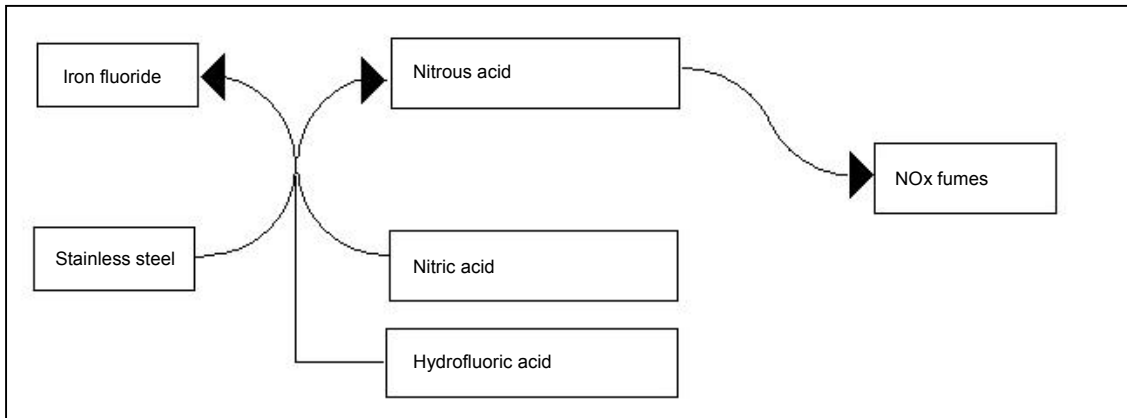 Iron fluoride
Nitrous acid
NOx fumes
Stainless steel
Nitric acid
Hydrofluoric acid